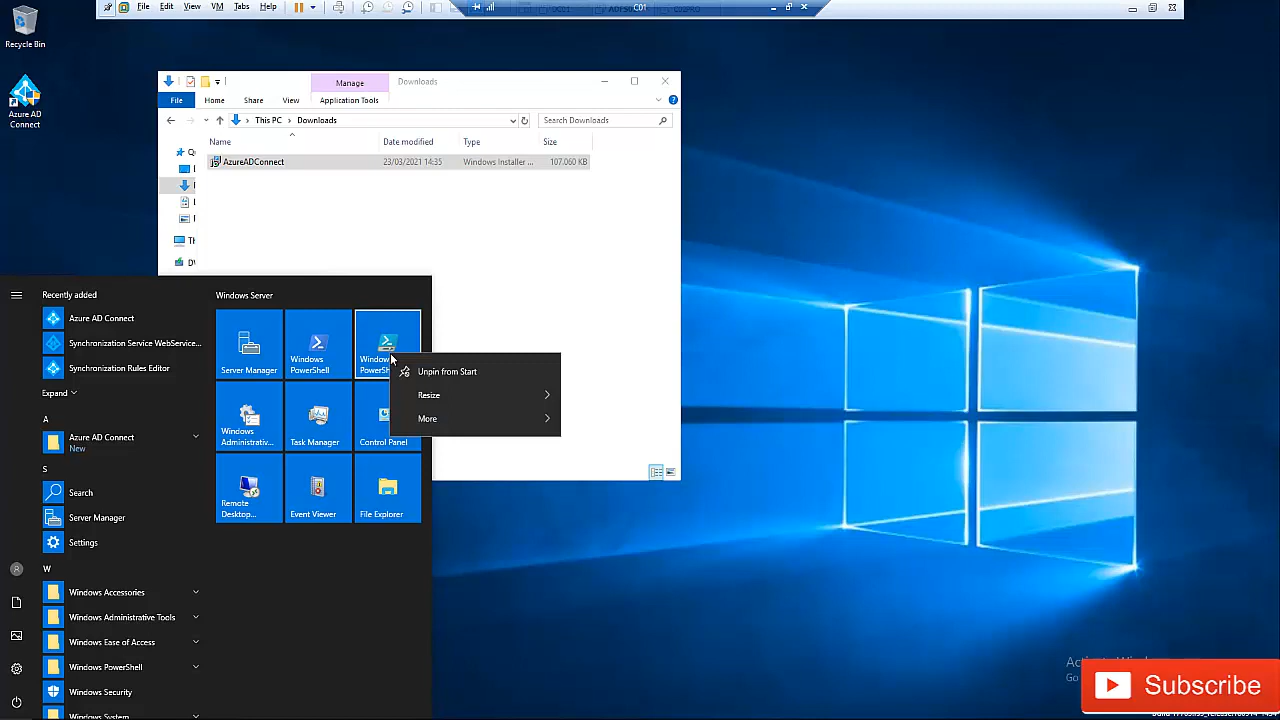 File Edit View VM Tabs Help
C01
Recycle Bin
Azure AD
Connect
Manage
Downloads
File Home Share View Application Tools
This PC Downloads
Search Downloads
Name Date modified Type Size
AzureADConnect 23/03/2021 14:35 Windows Installer ... 107.060 KB
Recently added
Azure AD Connect
Synchronization Service WebService...
Synchronization Rules Editor
Expand
A
Azure AD Connect
New
S
Search
Server Manager
Settings
W
Windows Accessories
Windows Administrative Tools
Windows Ease of Access
Windows PowerShell
Windows Security
Windows System
Windows Server
Server Manager
Windows
PowerShell
Windows
Administrativ...
Task Manager
Control Panel
Remote
Desktop...
Event Viewer
File Explorer
Unpin from Start
Resize
More
Subscribe